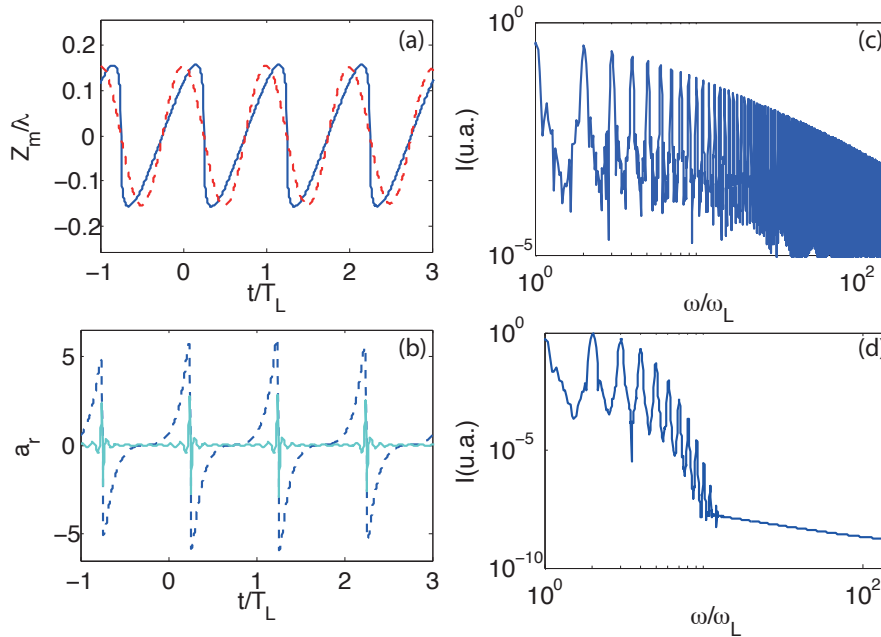 (a)
0.2
0.1
0
−0.1
−0.2
Z_m/λ
−1 0 1 2 3
t/T_L
(b)
5
0
−5
a_r
−1 0 1 2 3
t/T_L
(c)
10^0
10^−5
I(u.a.)
10^0 10^2
ω/ω_L
(d)
10^0
10^−5
10^−10
I(u.a.)
10^0 10^2
ω/ω_L